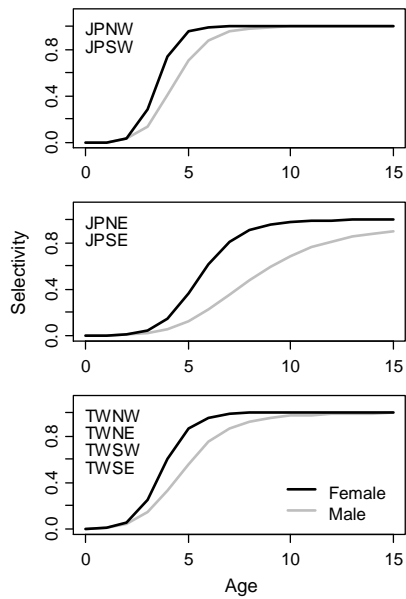 JPNW
JPSW
0.0 0.4 0.8
0 5 10 15
JPNE
JPSE
Selectivity
0.0 0.4 0.8
0 5 10 15
TWNW
TWNE
TWSW
TWSE
Female
Male
0.0 0.4 0.8
0 5 10 15
Age